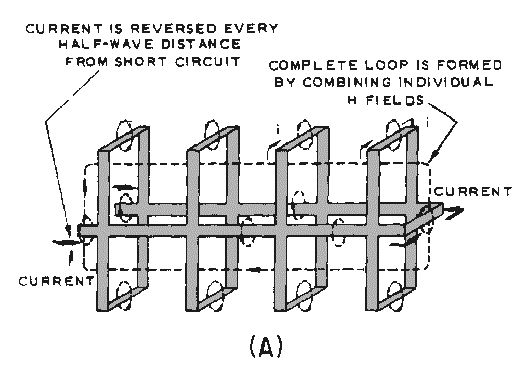 CURRENT IS REVERSED EVERY
HALF-WAVE DISTANCE
FROM SHORT CIRCUIT
COMPLETE LOOP IS FORMED
BY COMBINING INDIVIDUAL
H FIELDS
CURRENT
CURRENT
(A)